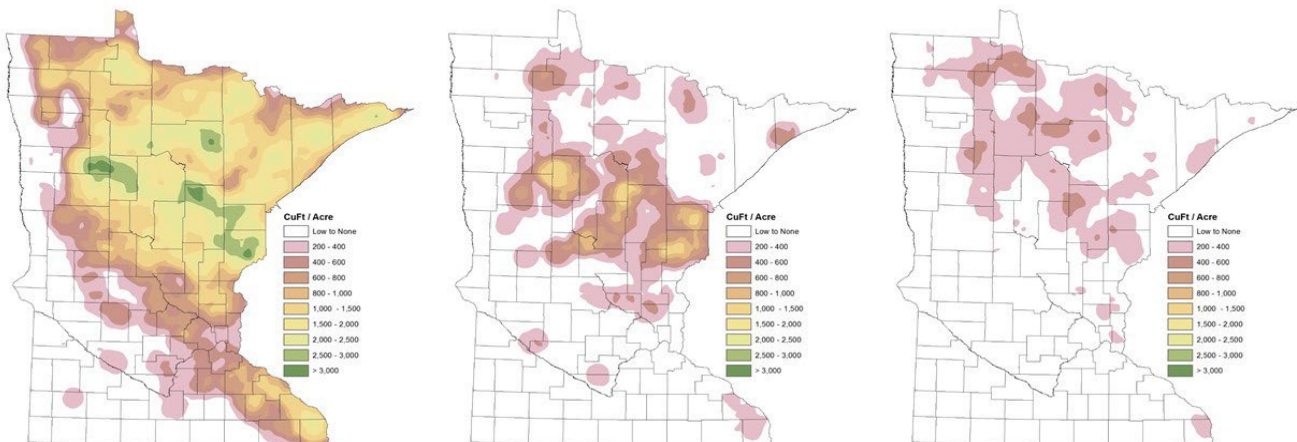 CuFt / Acre
Low to None
200 - 400
400 - 600
600 - 800
800 - 1,000
1,000 - 1,500
1,500 - 2,000
2,000 - 2,500
2,500 - 3,000
> 3,000
CuFt / Acre
Low to None
200 - 400
400 - 600
600 - 800
800 - 1,000
1,000 - 1,500
1,500 - 2,000
2,000 - 2,500
2,500 - 3,000
> 3,000
CuFt / Acre
Low to None
200 - 400
400 - 600
600 - 800
800 - 1,000
1,000 - 1,500
1,500 - 2,000
2,000 - 2,500
2,500 - 3,000
> 3,000